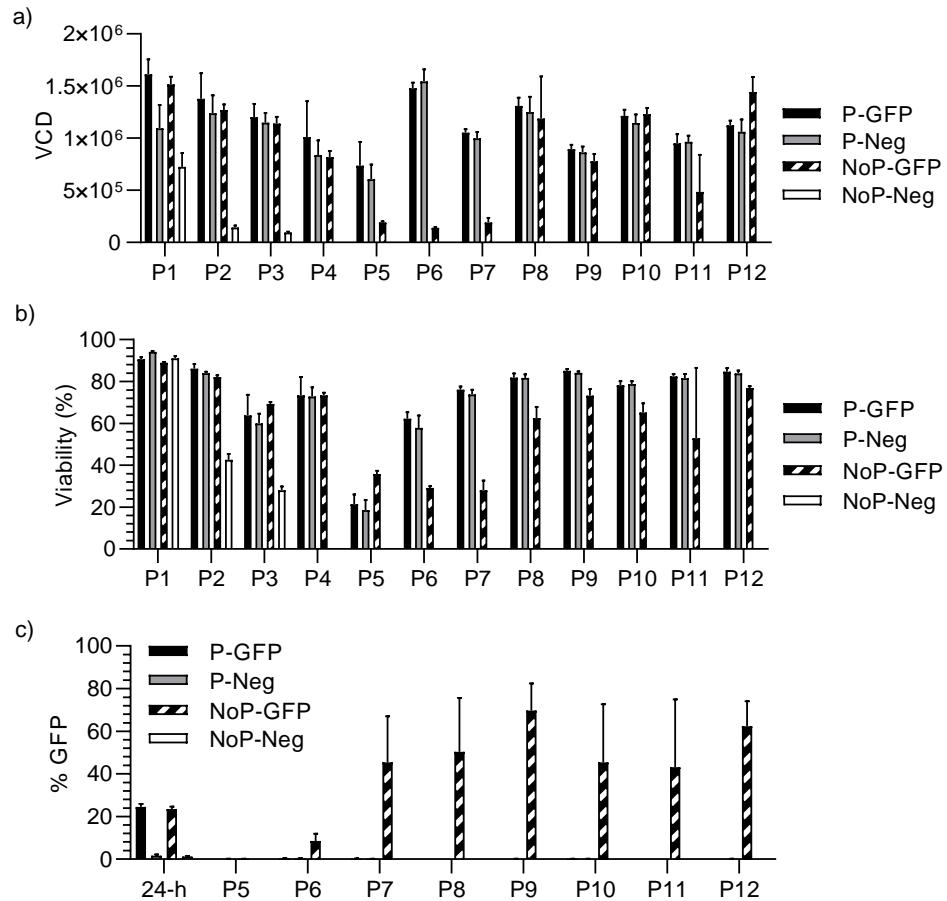 a)
2×10⁶
1.5×10⁶
1×10⁶
5×10⁵
0
VCD
P1 P2 P3 P4 P5 P6 P7 P8 P9 P10 P11 P12
P-GFP
P-Neg
NoP-GFP
NoP-Neg
b)
100
80
60
40
20
0
Viability (%)
P1 P2 P3 P4 P5 P6 P7 P8 P9 P10 P11 P12
P-GFP
P-Neg
NoP-GFP
NoP-Neg
c)
100
80
60
40
20
0
% GFP
P-GFP
P-Neg
NoP-GFP
NoP-Neg
24-h P5 P6 P7 P8 P9 P10 P11 P12